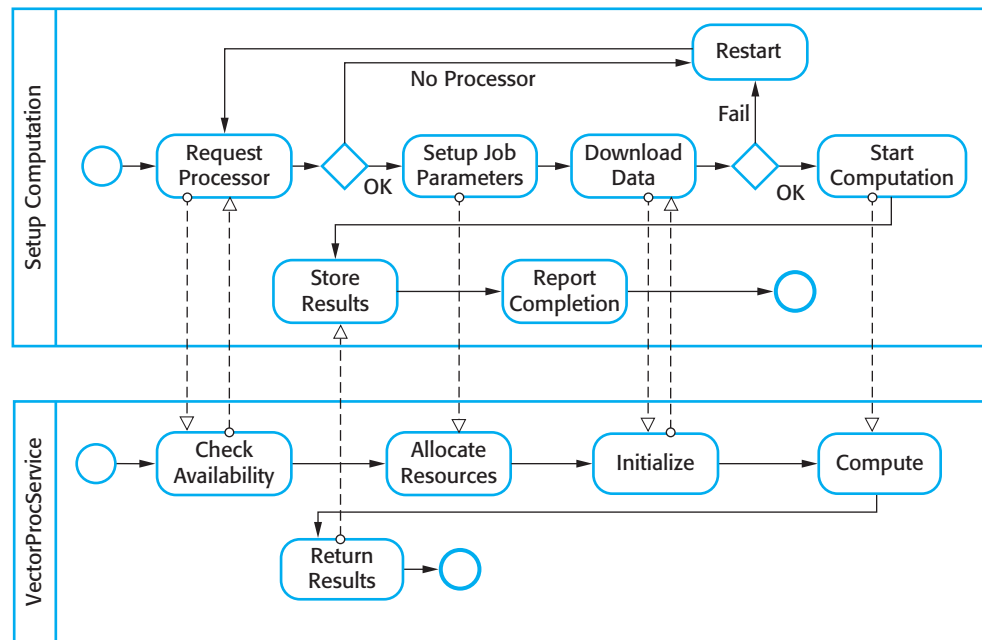 Setup Computation
Restart
No Processor
Fail
Request
Processor
OK
Setup Job
Parameters
Download
Data
OK
Start
Computation
Store
Results
Report
Completion
VectorProcService
Check
Availability
Allocate
Resources
Initialize
Compute
Return
Results